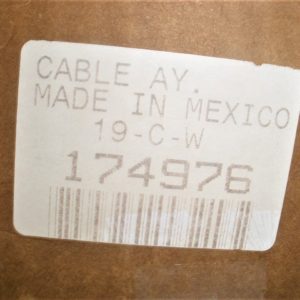 CABLE AY.
MADE IN MEXICO
19-C-W
174976